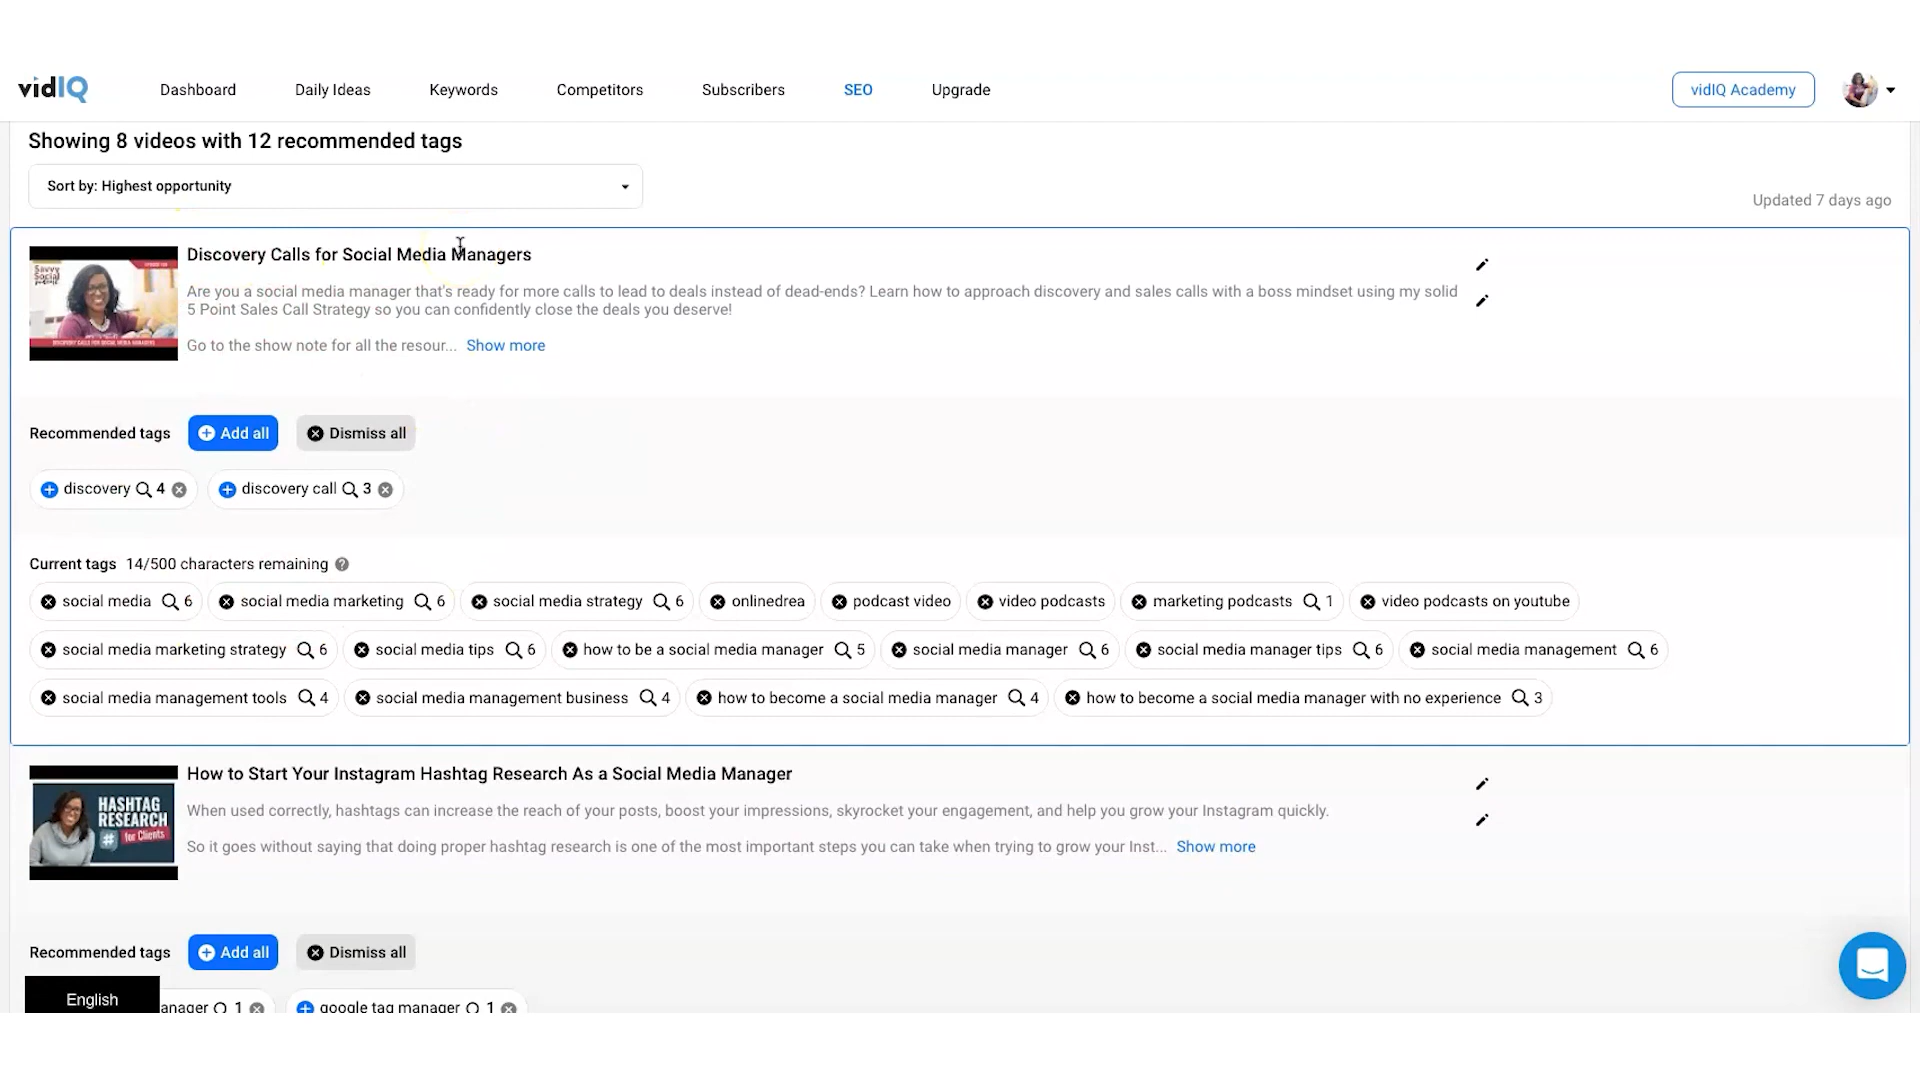 vidIQ Dashboard Daily Ideas Keywords Competitors Subscribers SEO Upgrade vidIQ Academy
Showing 8 videos with 12 recommended tags
Sort by: Highest opportunity
Updated 7 days ago
Discovery Calls for Social Media Managers
Savvy Social podcast
DISCOVERY CALLS FOR SOCIAL MEDIA MANAGERS
Are you a social media manager that's ready for more calls to lead to deals instead of dead-ends? Learn how to approach discovery and sales calls with a boss mindset using my solid
5 Point Sales Call Strategy so you can confidently close the deals you deserve!
Go to the show note for all the resour... Show more
Recommended tags Add all Dismiss all
discovery 4 discovery call 3
Current tags 14/500 characters remaining ?
social media 6 social media marketing 6 social media strategy 6 onlinedrea podcast video video podcasts marketing podcasts 1 video podcasts on youtube
social media marketing strategy 6 social media tips 6 how to be a social media manager 5 social media manager 6 social media manager tips 6 social media management 6
social media management tools 4 social media management business 4 how to become a social media manager 4 how to become a social media manager with no experience 3
How to Start Your Instagram Hashtag Research As a Social Media Manager
HASHTAG
RESEARCH
# for Clients
When used correctly, hashtags can increase the reach of your posts, boost your impressions, skyrocket your engagement, and help you grow your Instagram quickly.
So it goes without saying that doing proper hashtag research is one of the most important steps you can take when trying to grow your Inst... Show more
Recommended tags Add all Dismiss all
English anager 1 google tag manager 1